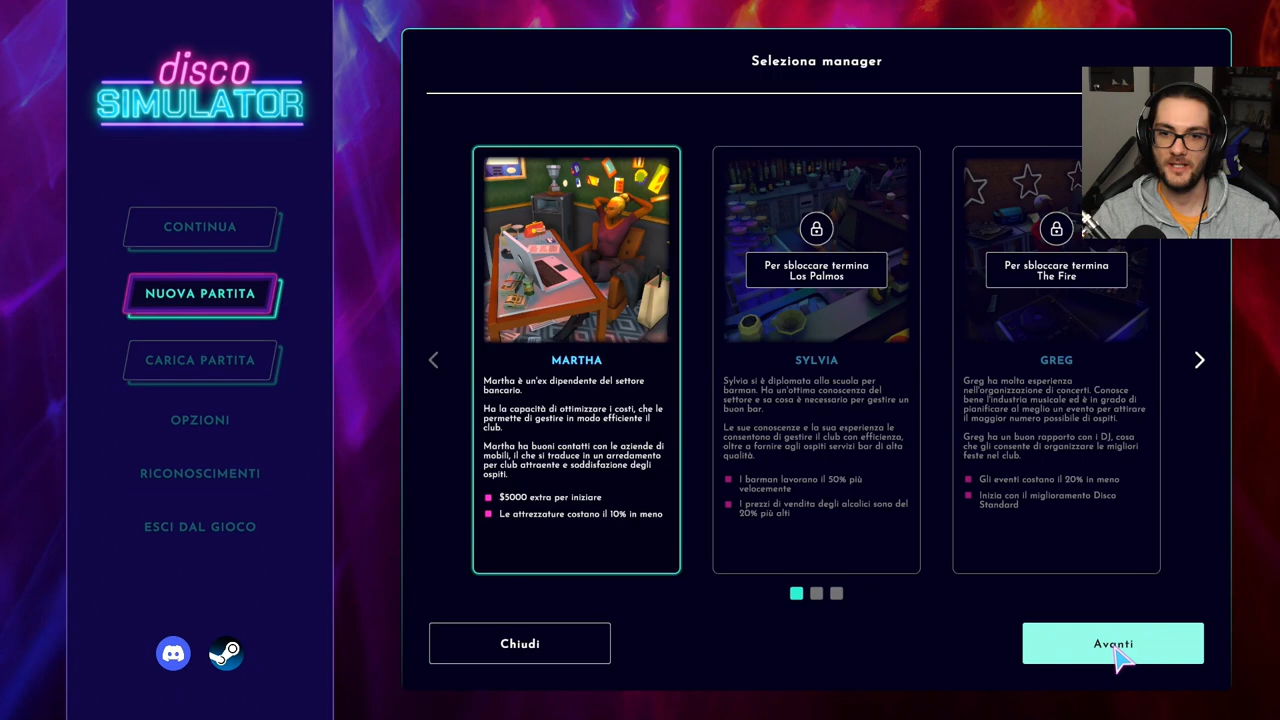 disco
SIMULATOR
CONTINUA
NUOVA PARTITA
CARICA PARTITA
OPZIONI
RICONOSCIMENTI
ESCI DAL GIOCO
Seleziona manager
MARTHA
Martha è un'ex dipendente del settore
bancario.
Ha la capacità di ottimizzare i costi, che le
permette di gestire in modo efficiente il
club.
Martha ha buoni contatti con le aziende di
mobili, il che si traduce in un arredamento
per club attraente e soddisfazione degli
ospiti.
$5000 extra per iniziare
Le attrezzature costano il 10% in meno
Per sbloccare termina
Los Palmos
SYLVIA
Sylvia si è diplomata alla scuola per
barman. Ha un'ottima conoscenza del
settore e sa cosa è necessario per gestire un
buon bar.
Le sue conoscenze e la sua esperienza le
consentono di gestire il club con efficienza,
oltre a fornire agli ospiti servizi bar di alta
qualità.
I barman lavorano il 50% più
velocemente
I prezzi di vendita degli alcolici sono del
20% più alti
Per sbloccare termina
The Fire
GREG
Greg ha molta esperienza
nell'organizzazione di concerti. Conosce
bene l'industria musicale ed è in grado di
pianificare al meglio un evento per attirare
il maggior numero possibile di ospiti.
Greg ha un buon rapporto con i DJ, cosa
che gli consente di organizzare le migliori
feste nel club.
Gli eventi costano il 20% in meno
Inizia con il miglioramento Disco
Standard
Chiudi
Avanti